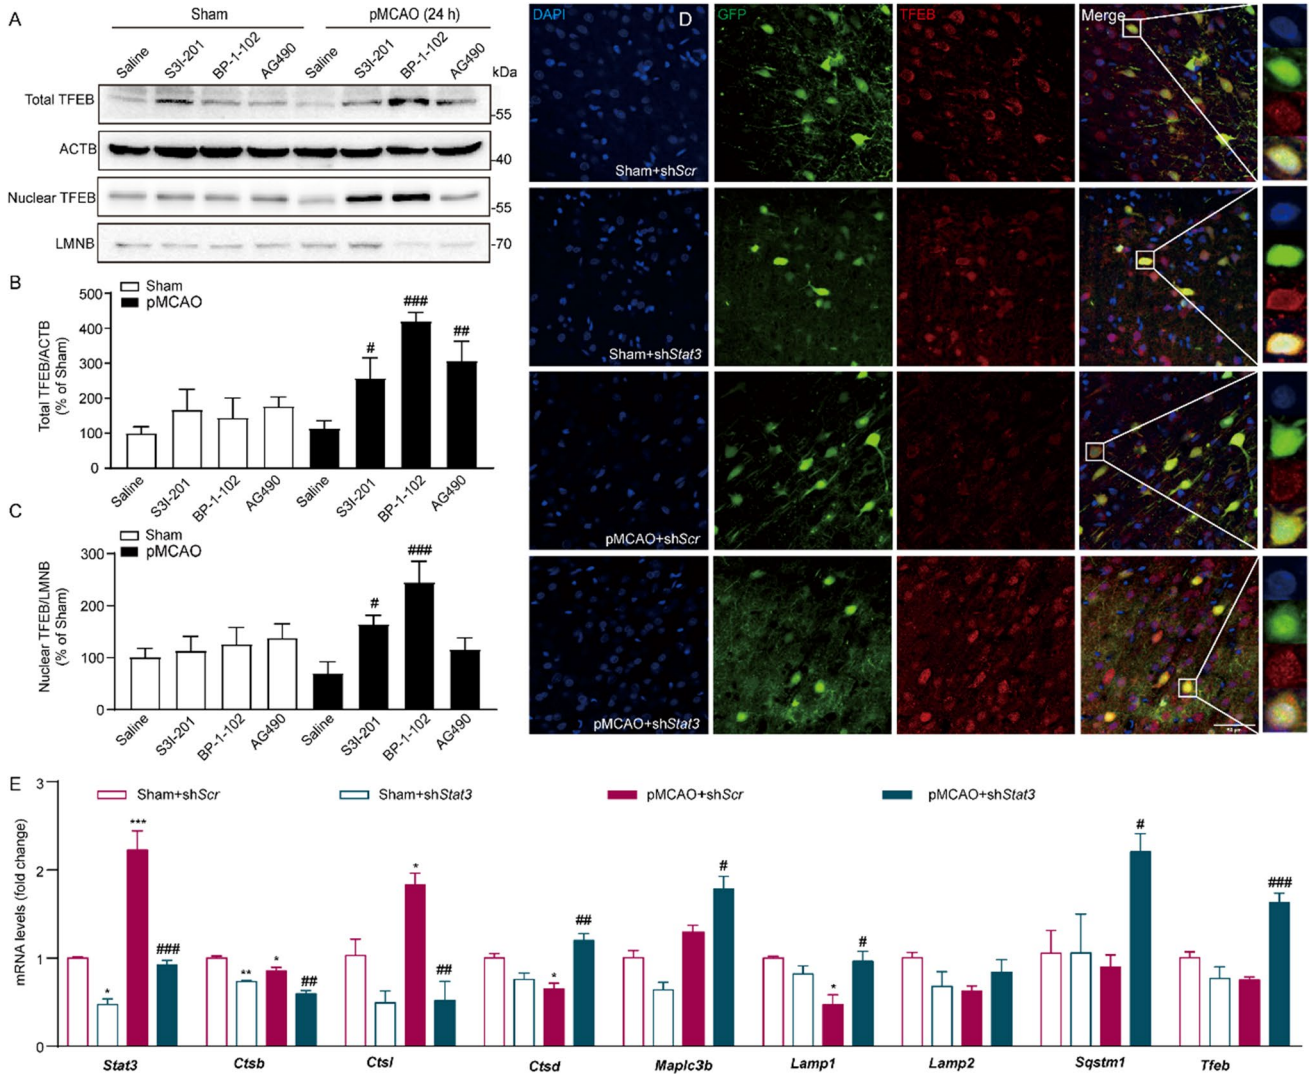 A
Sham
pMCAO (24 h)
Saline
S3I-201
BP-1-102
AG490
Saline
S3I-201
BP-1-102
AG490
kDa
Total TFEB
-55
ACTB
-40
Nuclear TFEB
-55
LMNB
-70
B
Sham
pMCAO
Total TFEB/ACTB
(% of Sham)
500
400
300
200
100
0
#
###
##
Saline
S3I-201
BP-1-102
AG490
Saline
S3I-201
BP-1-102
AG490
C
Sham
pMCAO
Nuclear TFEB/LMNB
(% of Sham)
300
200
100
0
#
###
Saline
S3I-201
BP-1-102
AG490
Saline
S3I-201
BP-1-102
AG490
D
DAPI
GFP
TFEB
Merge
Sham+shScr
Sham+shStat3
pMCAO+shScr
pMCAO+shStat3
E
Sham+shScr
Sham+shStat3
pMCAO+shScr
pMCAO+shStat3
mRNA levels (fold change)
3
2
1
0
*
***
###
**
*
##
*
##
*
##
#
*
#
#
###
Stat3
Ctsb
Ctsl
Ctsd
Maplc3b
Lamp1
Lamp2
Sqstm1
Tfeb